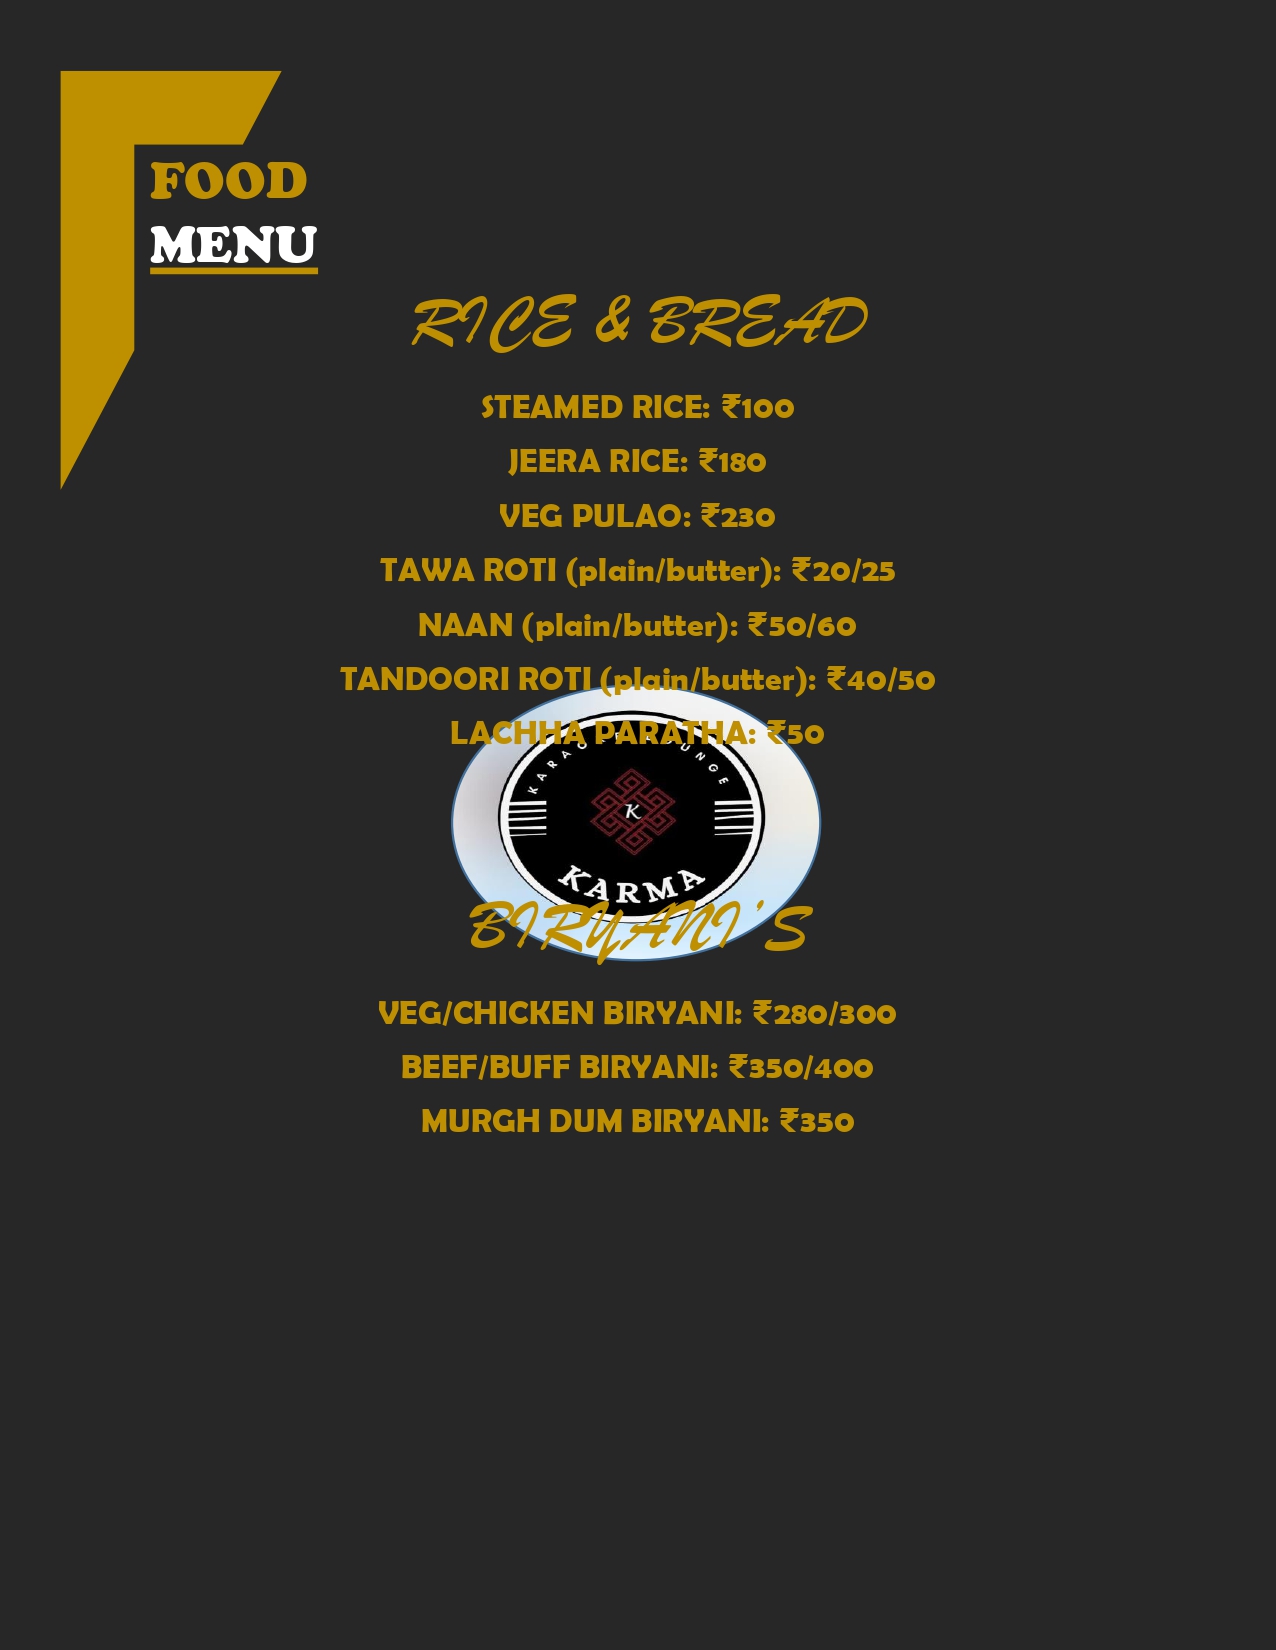 FOOD
MENU
RICE & BREAD
STEAMED RICE: ₹100
JEERA RICE: ₹180
VEG PULAO: ₹230
TAWA ROTI (plain/butter): ₹20/25
NAAN (plain/butter): ₹50/60
TANDOORI ROTI (plain/butter): ₹40/50
LACHHA PARATHA: ₹50
K
KARMA
BIRYANI'S
VEG/CHICKEN BIRYANI: ₹280/300
BEEF/BUFF BIRYANI: ₹350/400
MURGH DUM BIRYANI: ₹350